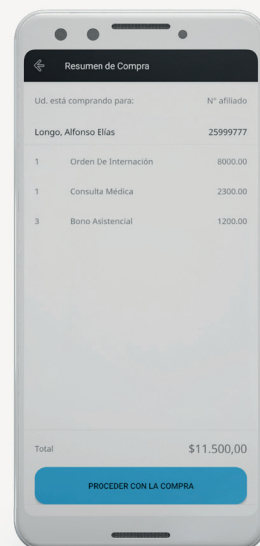 Resumen de Compra
Ud. está comprando para: N° afiliado
Longo, Alfonso Elías 25999777
1 Orden De Internación 8000.00
1 Consulta Médica 2300.00
3 Bono Asistencial 1200.00
Total $11.500,00
PROCEDER CON LA COMPRA